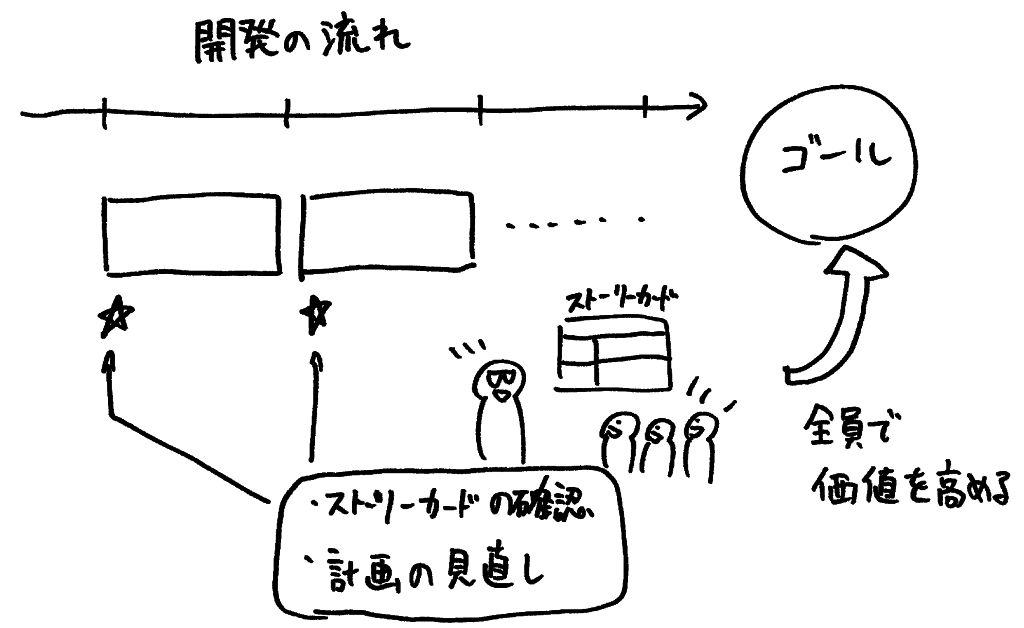 開発の流れ
ゴール
ストーリーカード
全員で
価値を高める
・ストーリーカードの確認
・計画の見直し